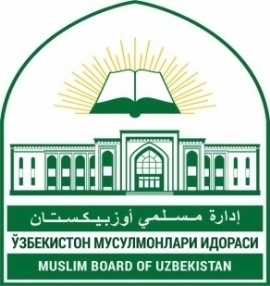 إدارة مسلمي أوزبيكستان
ЎЗБЕКИСТОН МУСУЛМОНЛАРИ ИДОРАСИ
MUSLIM BOARD OF UZBEKISTAN